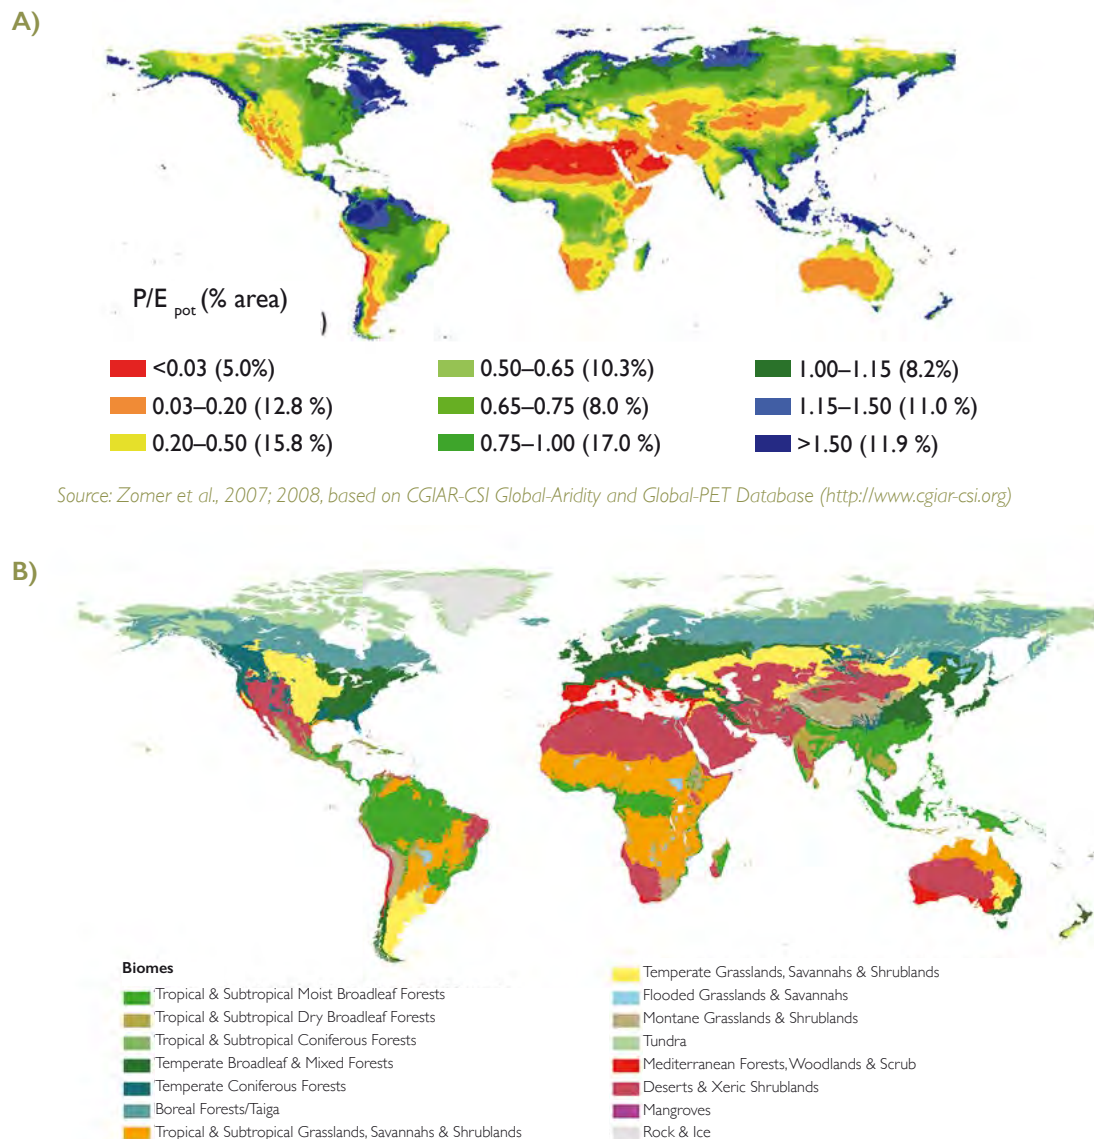 A)
P/E pot (% area)
<0.03 (5.0%)
0.03–0.20 (12.8 %)
0.20–0.50 (15.8 %)
0.50–0.65 (10.3%)
0.65–0.75 (8.0 %)
0.75–1.00 (17.0 %)
1.00–1.15 (8.2%)
1.15–1.50 (11.0 %)
>1.50 (11.9 %)
Source: Zomer et al., 2007; 2008, based on CGIAR-CSI Global-Aridity and Global-PET Database (http://www.cgiar-csi.org)
B)
Biomes
Tropical & Subtropical Moist Broadleaf Forests
Tropical & Subtropical Dry Broadleaf Forests
Tropical & Subtropical Coniferous Forests
Temperate Broadleaf & Mixed Forests
Temperate Coniferous Forests
Boreal Forests/Taiga
Tropical & Subtropical Grasslands, Savannahs & Shrublands
Temperate Grasslands, Savannahs & Shrublands
Flooded Grasslands & Savannahs
Montane Grasslands & Shrublands
Tundra
Mediterranean Forests, Woodlands & Scrub
Deserts & Xeric Shrublands
Mangroves
Rock & Ice